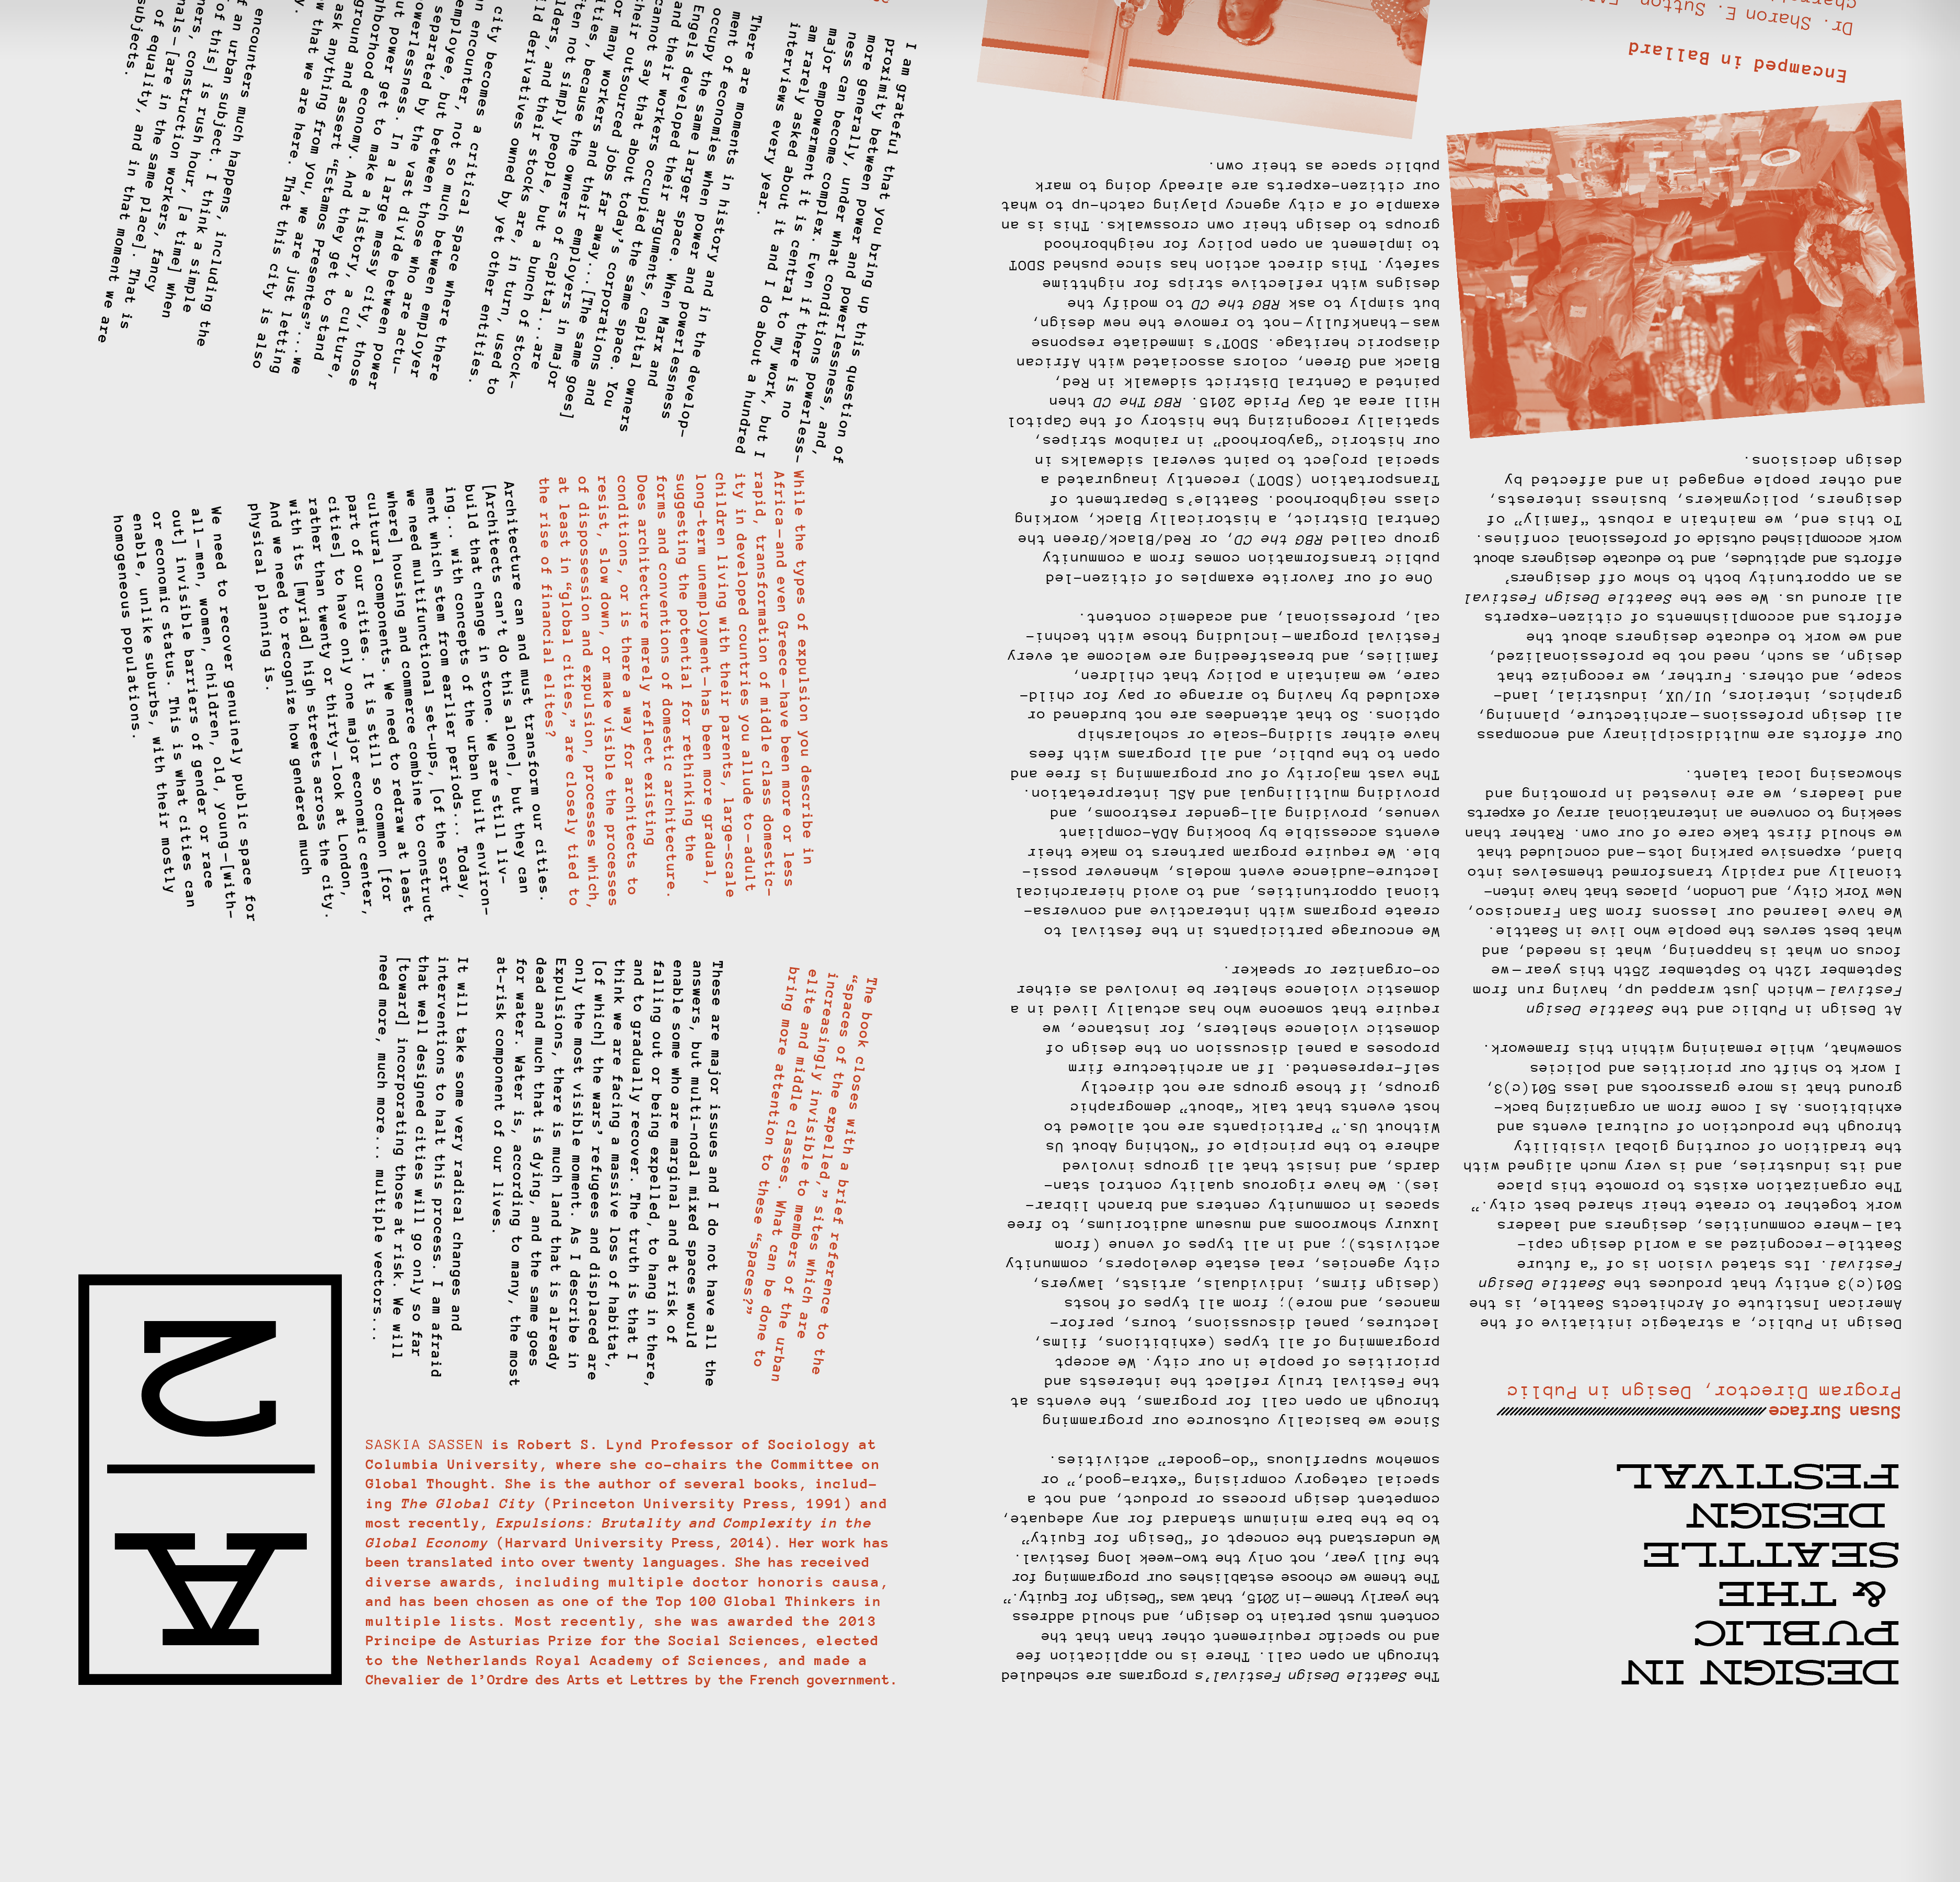 I am grateful that you bring up this question of
proximity between power and powerlessness, and,
more generally, under what conditions powerless-
ness can become complex. Even if there is no
major empowerment it is central to my work, but I
am rarely asked about it and I do about a hundred
interviews every year.
There are moments in history and in the develop-
ment of economies when power and powerlessness
occupy the same larger space. When Marx and
Engels developed their arguments, capital owners
and their workers occupied the same space. You
cannot say that about today's corporations and
their outsourced jobs far away...[The same goes]
for many workers and their employers in major
cities, because the owners of capital...are
often not simply people, but a bunch of stock-
holders, and their stocks are, in turn, used to
build derivatives owned by yet other entities.
city becomes a critical space where there
encounter, not so much between employer
employee, but between those who are actu-
separated by the vast divide between power
powerlessness. In a large messy city, those
without power get to make a history, a culture,
neighborhood economy. And they get to stand
ground and assert “Estamos presentes”...we
ask anything from you, we are just letting
know that we are here. That this city is also
encounters much happens, including the
of an urban subject. I think a simple
of this] is rush hour, [a time] when
construction workers, fancy
[are in the same place]. That is
of equality, and in that moment we are
subjects.
While the types of expulsion you describe in
Africa—and even Greece—have been more or less
rapid, transformation of middle class domestic-
ity in developed countries you allude to—adult
children living with their parents, large-scale
long-term unemployment—has been more gradual,
suggesting the potential for rethinking the
forms and conventions of domestic architecture.
Does architecture merely reflect existing
conditions, or is there a way for architects to
resist, slow down, or make visible the processes
of dispossession and expulsion, processes which,
at least in “global cities,” are closely tied to
the rise of financial elites?
Architecture can and must transform our cities.
[Architects can't do this alone], but they can
build that change in stone. We are still liv-
ing... with concepts of the urban built environ-
ment which stem from earlier periods... Today,
we need multifunctional set-ups, [of the sort
where] housing and commerce combine to construct
cultural components. We need to redraw at least
part of our cities. It is still so common [for
cities] to have only one major economic center,
rather than twenty or thirty—look at London,
with its [myriad] high streets across the city.
And we need to recognize how gendered much
physical planning is.
We need to recover genuinely public space for
all—men, women, children, old, young—[with-
out] invisible barriers of gender or race
or economic status. This is what cities can
enable, unlike suburbs, with their mostly
homogeneous populations.
The book closes with a brief reference to the
“spaces of the expelled,” sites which are
increasingly invisible to members of the urban
elite and middle classes. What can be done to
bring more attention to these “spaces?”
These are major issues and I do not have all the
answers, but multi-nodal mixed spaces would
enable some who are marginal and at risk of
falling out or being expelled, to hang in there,
and to gradually recover. The truth is that I
think we are facing a massive loss of habitat,
[of which] the wars' refugees and displaced are
only the most visible moment. As I describe in
Expulsions, there is much land that is already
dead and much that is dying, and the same goes
for water. Water is, according to many, the most
at-risk component of our lives.
It will take some very radical changes and
interventions to halt this process. I am afraid
that well designed cities will go only so far
[toward] incorporating those at risk. We will
need more, much more... multiple vectors...
A
2
SASKIA SASSEN is Robert S. Lynd Professor of Sociology at
Columbia University, where she co-chairs the Committee on
Global Thought. She is the author of several books, includ-
ing The Global City (Princeton University Press, 1991) and
most recently, Expulsions: Brutality and Complexity in the
Global Economy (Harvard University Press, 2014). Her work has
been translated into over twenty languages. She has received
diverse awards, including multiple doctor honoris causa,
and has been chosen as one of the Top 100 Global Thinkers in
multiple lists. Most recently, she was awarded the 2013
Principe de Asturias Prize for the Social Sciences, elected
to the Netherlands Royal Academy of Sciences, and made a
Chevalier de l'Ordre des Arts et Lettres by the French government.
DESIGN IN
PUBLIC
& THE
SEATTLE
DESIGN
FESTIVAL
Susan Surface
Program Director, Design in Public
Design in Public, a strategic initiative of the
American Institute of Architects Seattle, is the
501(c)3 entity that produces the Seattle Design
Festival. Its stated vision is of “a future
Seattle—recognized as a world design capi-
tal—where communities, designers and leaders
work together to create their shared best city.”
The organization exists to promote this place
and its industries, and is very much aligned with
the tradition of courting global visibility
through the production of cultural events and
exhibitions. As I come from an organizing back-
ground that is more grassroots and less 501(c)3,
I work to shift our priorities and policies
somewhat, while remaining within this framework.
At Design in Public and the Seattle Design
Festival—which just wrapped up, having run from
September 12th to September 25th this year—we
focus on what is happening, what is needed, and
what best serves the people who live in Seattle.
We have learned our lessons from San Francisco,
New York City, and London, places that have inten-
tionally and rapidly transformed themselves into
bland, expensive parking lots—and concluded that
we should first take care of our own. Rather than
seeking to convene an international array of experts
and leaders, we are invested in promoting and
showcasing local talent.
Our efforts are multidisciplinary and encompass
all design professions—architecture, planning,
graphics, interiors, UI/UX, industrial, land-
scape, and others. Further, we recognize that
design, as such, need not be professionalized,
and we work to educate designers about the
efforts and accomplishments of citizen-experts
all around us. We see the Seattle Design Festival
as an opportunity both to show off designers'
efforts and aptitudes, and to educate designers about
work accomplished outside of professional confines.
To this end, we maintain a robust “family” of
designers, policymakers, business interests,
and other people engaged in and affected by
design decisions.
Encamped in Ballard
Dr. Sharon E. Sutton
The Seattle Design Festival's programs are scheduled
through an open call. There is no application fee
and no specific requirement other than that the
content must pertain to design, and should address
the yearly theme—in 2015, that was “Design for Equity.”
The theme we choose establishes our programming for
the full year, not only the two-week long festival.
We understand the concept of “Design for Equity”
to be the bare minimum standard for any adequate,
competent design process or product, and not a
special category comprising “extra-good,” or
somehow superfluous “do-gooder” activities.
Since we basically outsource our programming
through an open call for programs, the events at
the Festival truly reflect the interests and
priorities of people in our city. We accept
programming of all types (exhibitions, films,
lectures, panel discussions, tours, perfor-
mances, and more); from all types of hosts
(design firms, individuals, artists, lawyers,
city agencies, real estate developers, community
activists); and in all types of venue (from
luxury showrooms and museum auditoriums, to free
spaces in community centers and branch librar-
ies). We have rigorous quality control stan-
dards, and insist that all groups involved
adhere to the principle of “Nothing About Us
Without Us.” Participants are not allowed to
host events that talk “about” demographic
groups, if those groups are not directly
self-represented. If an architecture firm
proposes a panel discussion on the design of
domestic violence shelters, for instance, we
require that someone who has actually lived in a
domestic violence shelter be involved as either
co-organizer or speaker.
We encourage participants in the festival to
create programs with interactive and conversa-
tional opportunities, and to avoid hierarchical
lecture-audience event models, whenever possi-
ble. We require program partners to make their
events accessible by booking ADA-compliant
venues, providing all-gender restrooms, and
providing multilingual and ASL interpretation.
The vast majority of our programming is free and
open to the public, and all programs with fees
have either sliding-scale or scholarship
options. So that attendees are not burdened or
excluded by having to arrange or pay for child-
care, we maintain a policy that children,
families, and breastfeeding are welcome at every
Festival program—including those with techni-
cal, professional, and academic content.
One of our favorite examples of citizen-led
public transformation comes from a community
group called RBG the CD, or Red/Black/Green the
Central District, a historically Black, working
class neighborhood. Seattle's Department of
Transportation (SDOT) recently inaugurated a
special project to paint several sidewalks in
our historic “gayborhood” in rainbow stripes,
spatially recognizing the history of the Capitol
Hill area at Gay Pride 2015. RBG The CD then
painted a Central District sidewalk in Red,
Black and Green, colors associated with African
diasporic heritage. SDOT's immediate response
was—thankfully—not to remove the new design,
but simply to ask RBG the CD to modify the
designs with reflective strips for nighttime
safety. This direct action has since pushed SDOT
to implement an open policy for neighborhood
groups to design their own crosswalks. This is an
example of a city agency playing catch-up to what
our citizen-experts are already doing to mark
public space as their own.